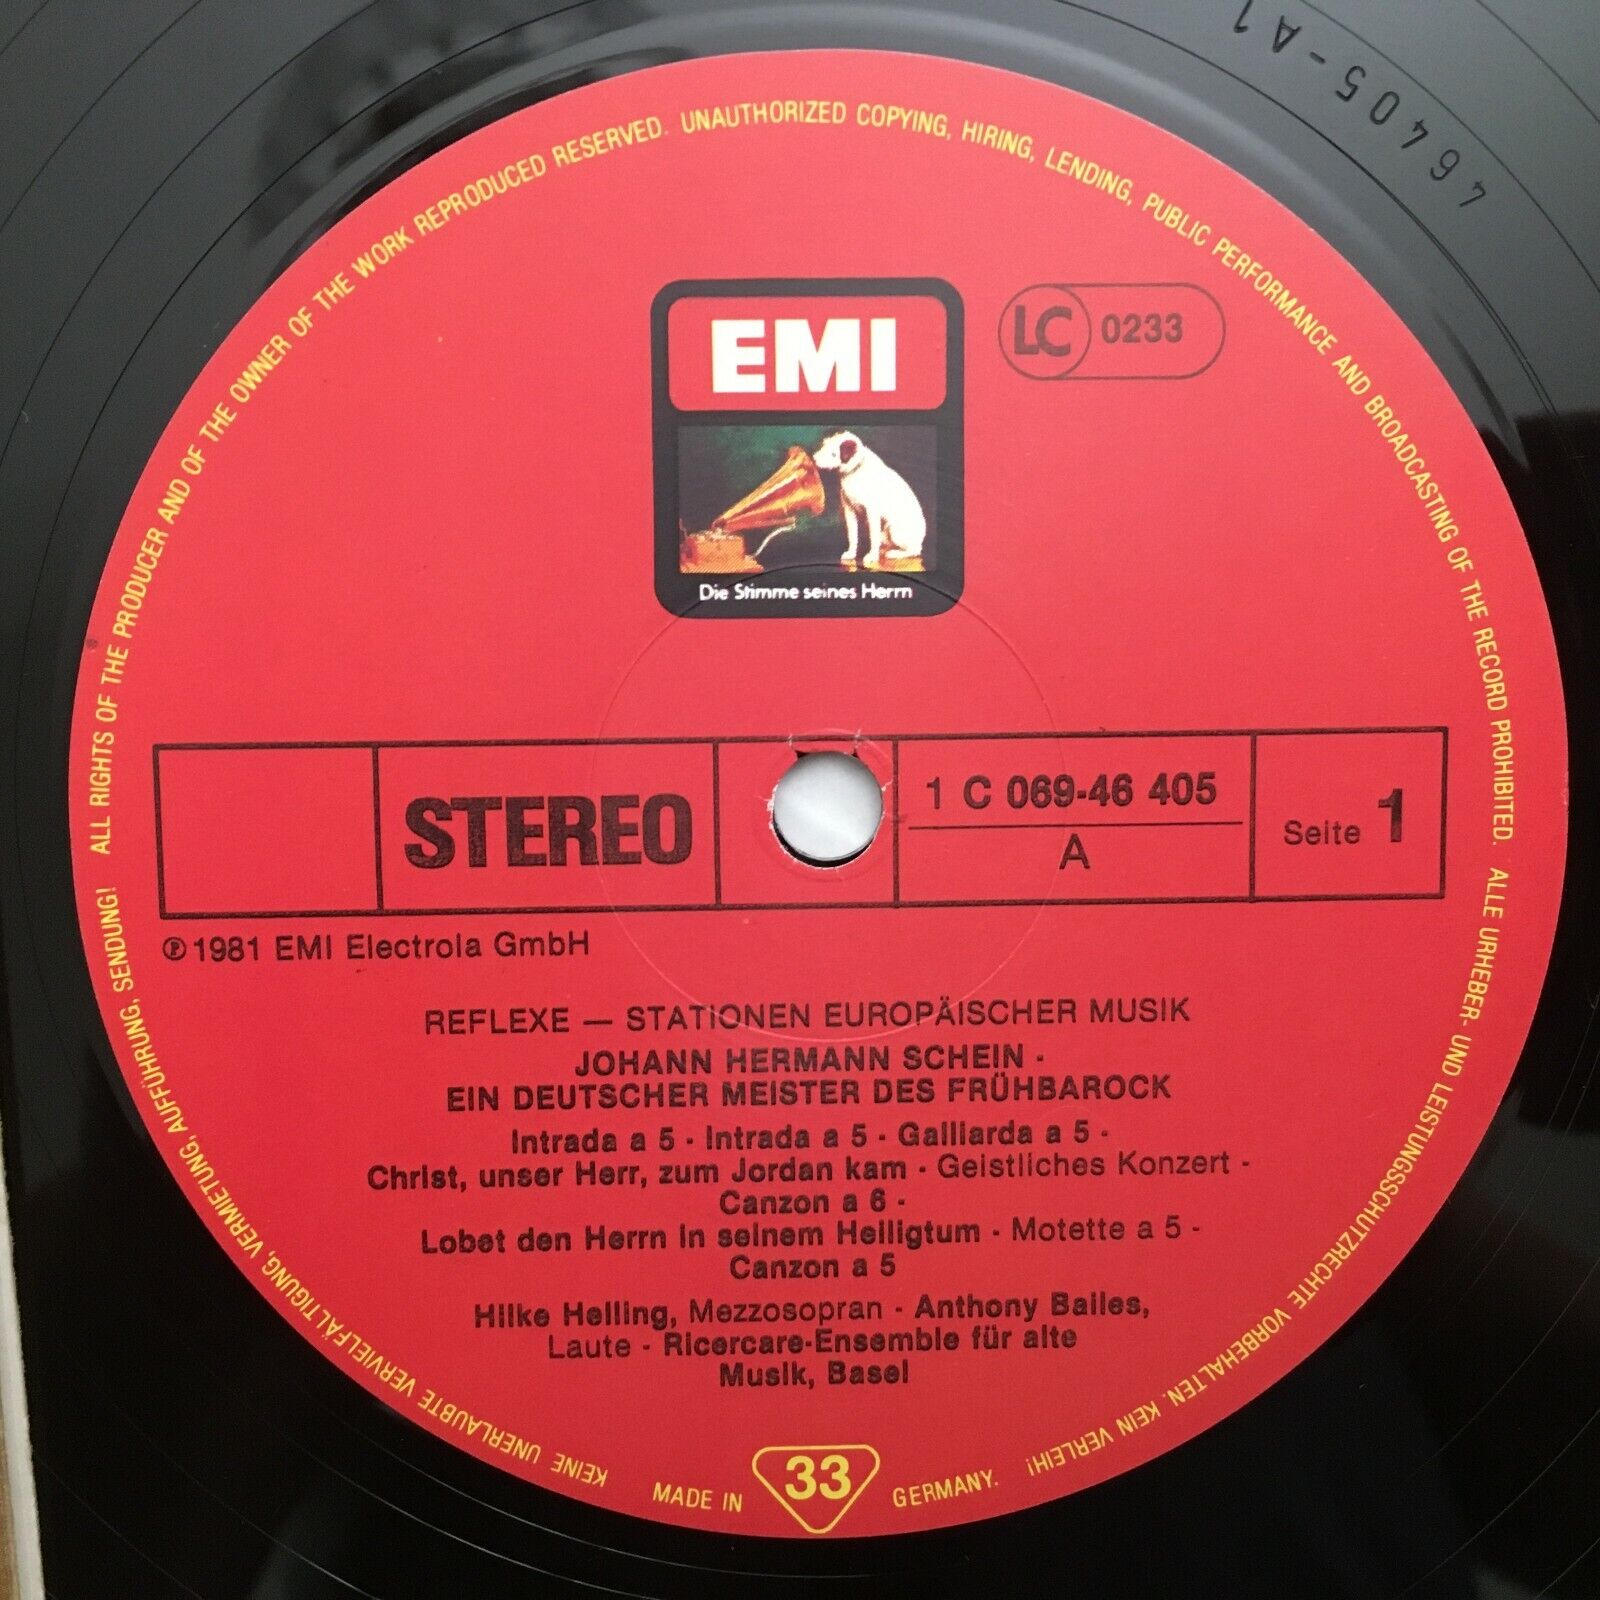 46405-A1
ALL RIGHTS OF THE PRODUCER AND OF THE OWNER OF THE WORK REPRODUCED RESERVED. UNAUTHORIZED COPYING, HIRING, LENDING, PUBLIC PERFORMANCE AND BROADCASTING OF THE RECORD PROHIBITED. ALLE URHEBER- UND LEISTUNGSSCHUTZRECHTE VORBEHALTEN. KEIN VERLEIH! KEINE UNERLAUBTE VERVIELFÄLTIGUNG, VERMIETUNG, AUFFÜHRUNG, SENDUNG!
EMI
LC 0233
Die Stimme seines Herrn
STEREO
1 C 069-46 405
A
Seite 1
℗ 1981 EMI Electrola GmbH
REFLEXE — STATIONEN EUROPÄISCHER MUSIK
JOHANN HERMANN SCHEIN -
EIN DEUTSCHER MEISTER DES FRÜHBAROCK
Intrada a 5 - Intrada a 5 - Galliarda a 5 -
Christ, unser Herr, zum Jordan kam - Geistliches Konzert -
Canzon a 6 -
Lobet den Herrn in seinem Heiligtum - Motette a 5 -
Canzon a 5
Hilke Helling, Mezzosopran - Anthony Bailes,
Laute - Ricercare-Ensemble für alte
Musik, Basel
MADE IN 33 GERMANY.